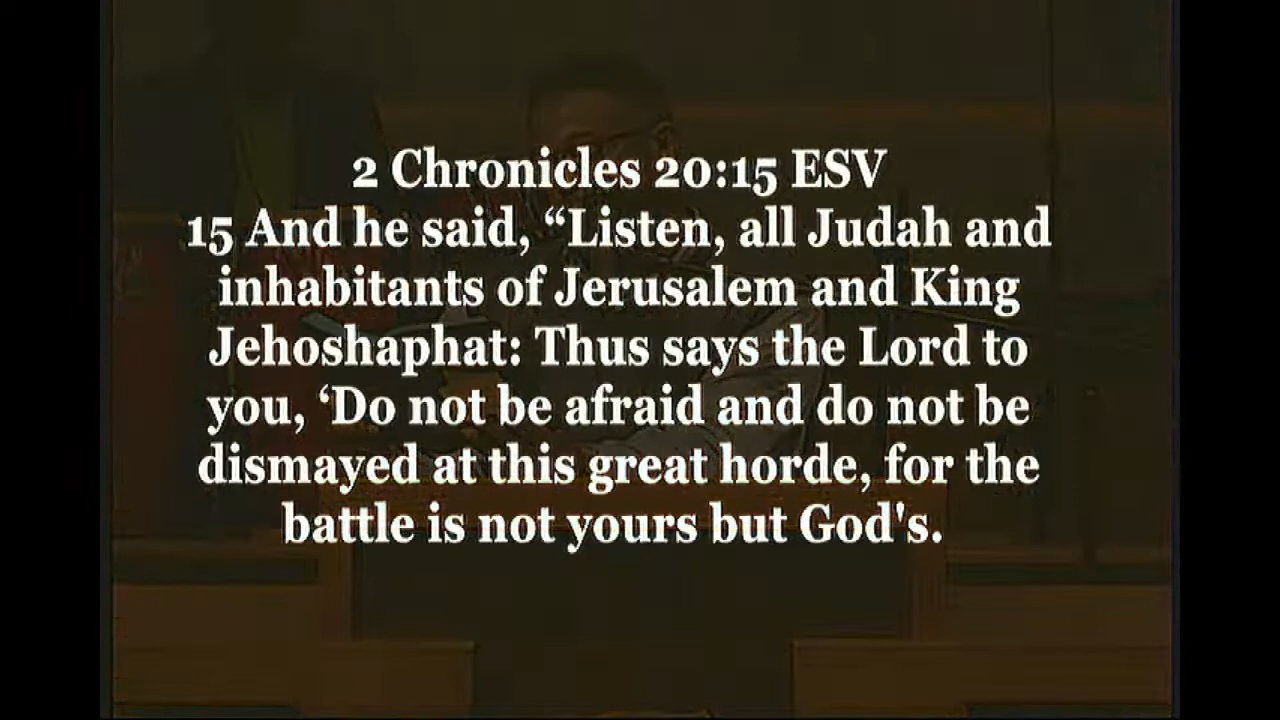 2 Chronicles 20:15 ESV
15 And he said, “Listen, all Judah and
inhabitants of Jerusalem and King
Jehoshaphat: Thus says the Lord to
you, ‘Do not be afraid and do not be
dismayed at this great horde, for the
battle is not yours but God's.